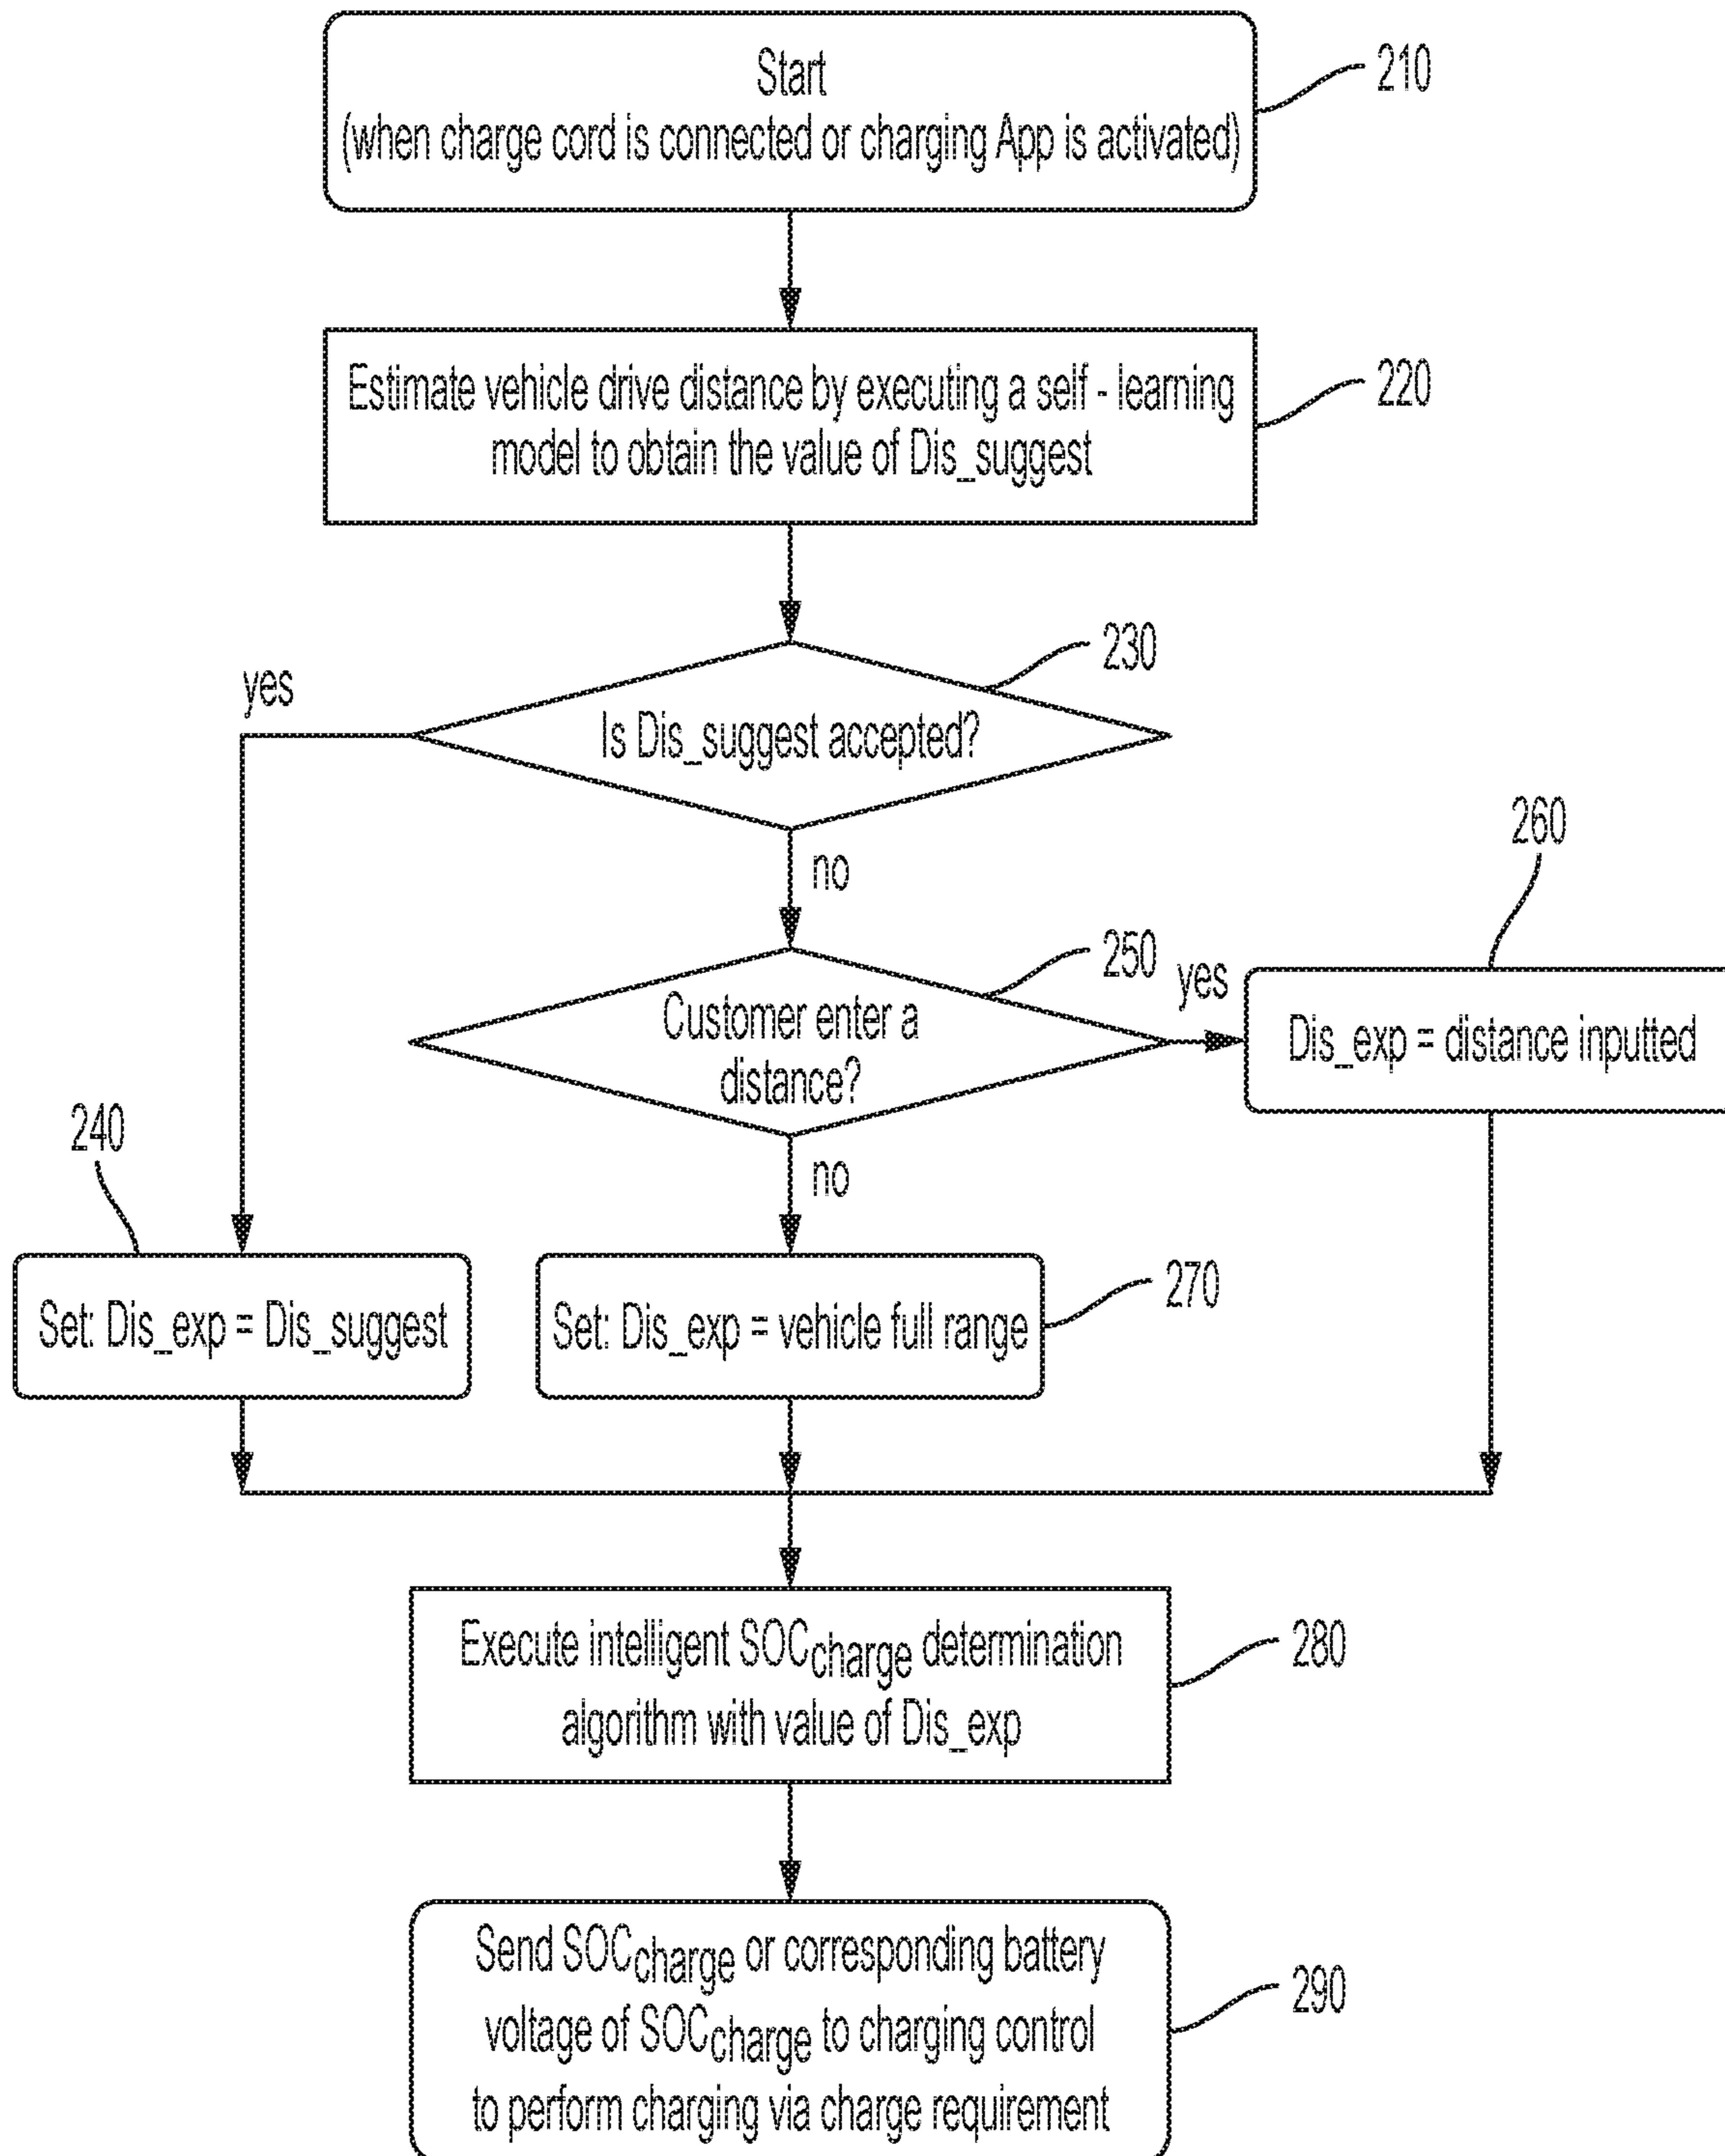 Start
(when charge cord is connected or charging App is activated)
210
Estimate vehicle drive distance by executing a self - learning
model to obtain the value of Dis_suggest
220
230
yes
Is Dis_suggest accepted?
no
260
250
yes
Customer enter a
distance?
Dis_exp = distance inputted
240
no
270
Set: Dis_exp = Dis_suggest
Set: Dis_exp = vehicle full range
Execute intelligent SOCcharge determination
algorithm with value of Dis_exp
280
Send SOCcharge or corresponding battery
voltage of SOCcharge to charging control
to perform charging via charge requirement
290